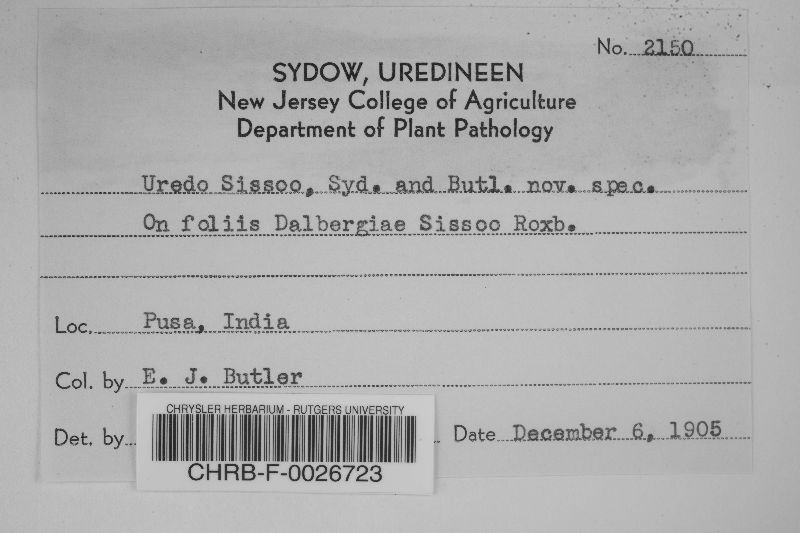 No. 2150
SYDOW, UREDINEEN
New Jersey College of Agriculture
Department of Plant Pathology
Uredo Sissoo, Syd. and Butl. nov. spec.
On foliis Dalbergiae Sissoo Roxb.
Loc. Pusa, India
Col. by E. J. Butler
CHRYSLER HERBARIUM - RUTGERS UNIVERSITY
Det. by
Date December 6, 1905
CHRB-F-0026723